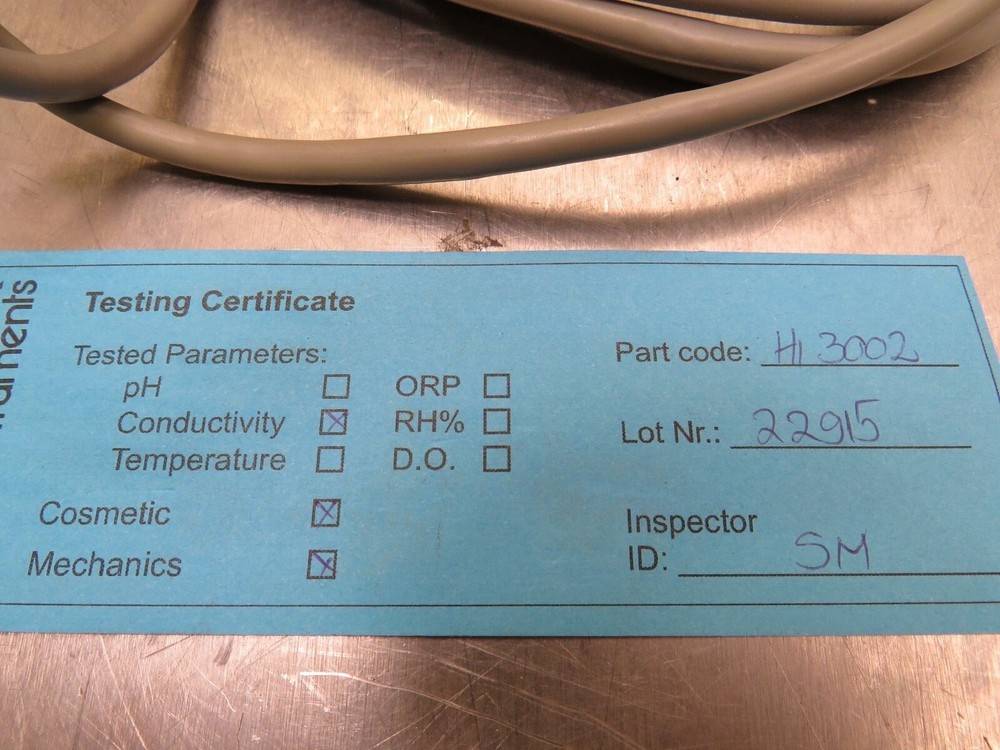 Testing Certificate
Tested Parameters:
pH ☐ ORP ☐
Conductivity ☒ RH% ☐
Temperature ☐ D.O. ☐
Cosmetic ☒
Mechanics ☒
Part code: HI 3002
Lot Nr.: 22915
Inspector
ID: SM